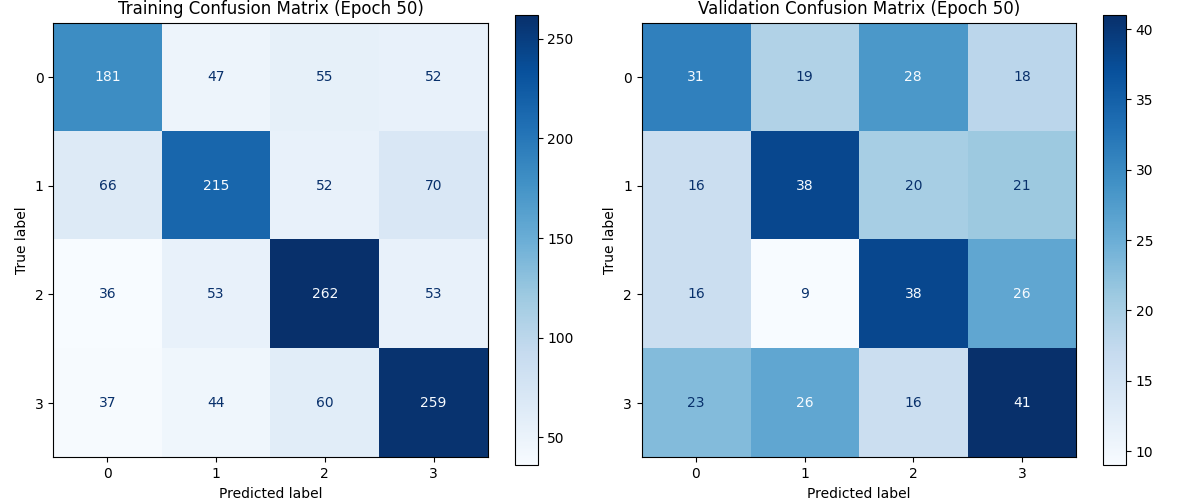 Training Confusion Matrix (Epoch 50)
0 181 47 55 52
1 66 215 52 70
2 36 53 262 53
3 37 44 60 259
0 1 2 3
Predicted label
True label
250
200
150
100
50
Validation Confusion Matrix (Epoch 50)
0 31 19 28 18
1 16 38 20 21
2 16 9 38 26
3 23 26 16 41
0 1 2 3
Predicted label
True label
40
35
30
25
20
15
10